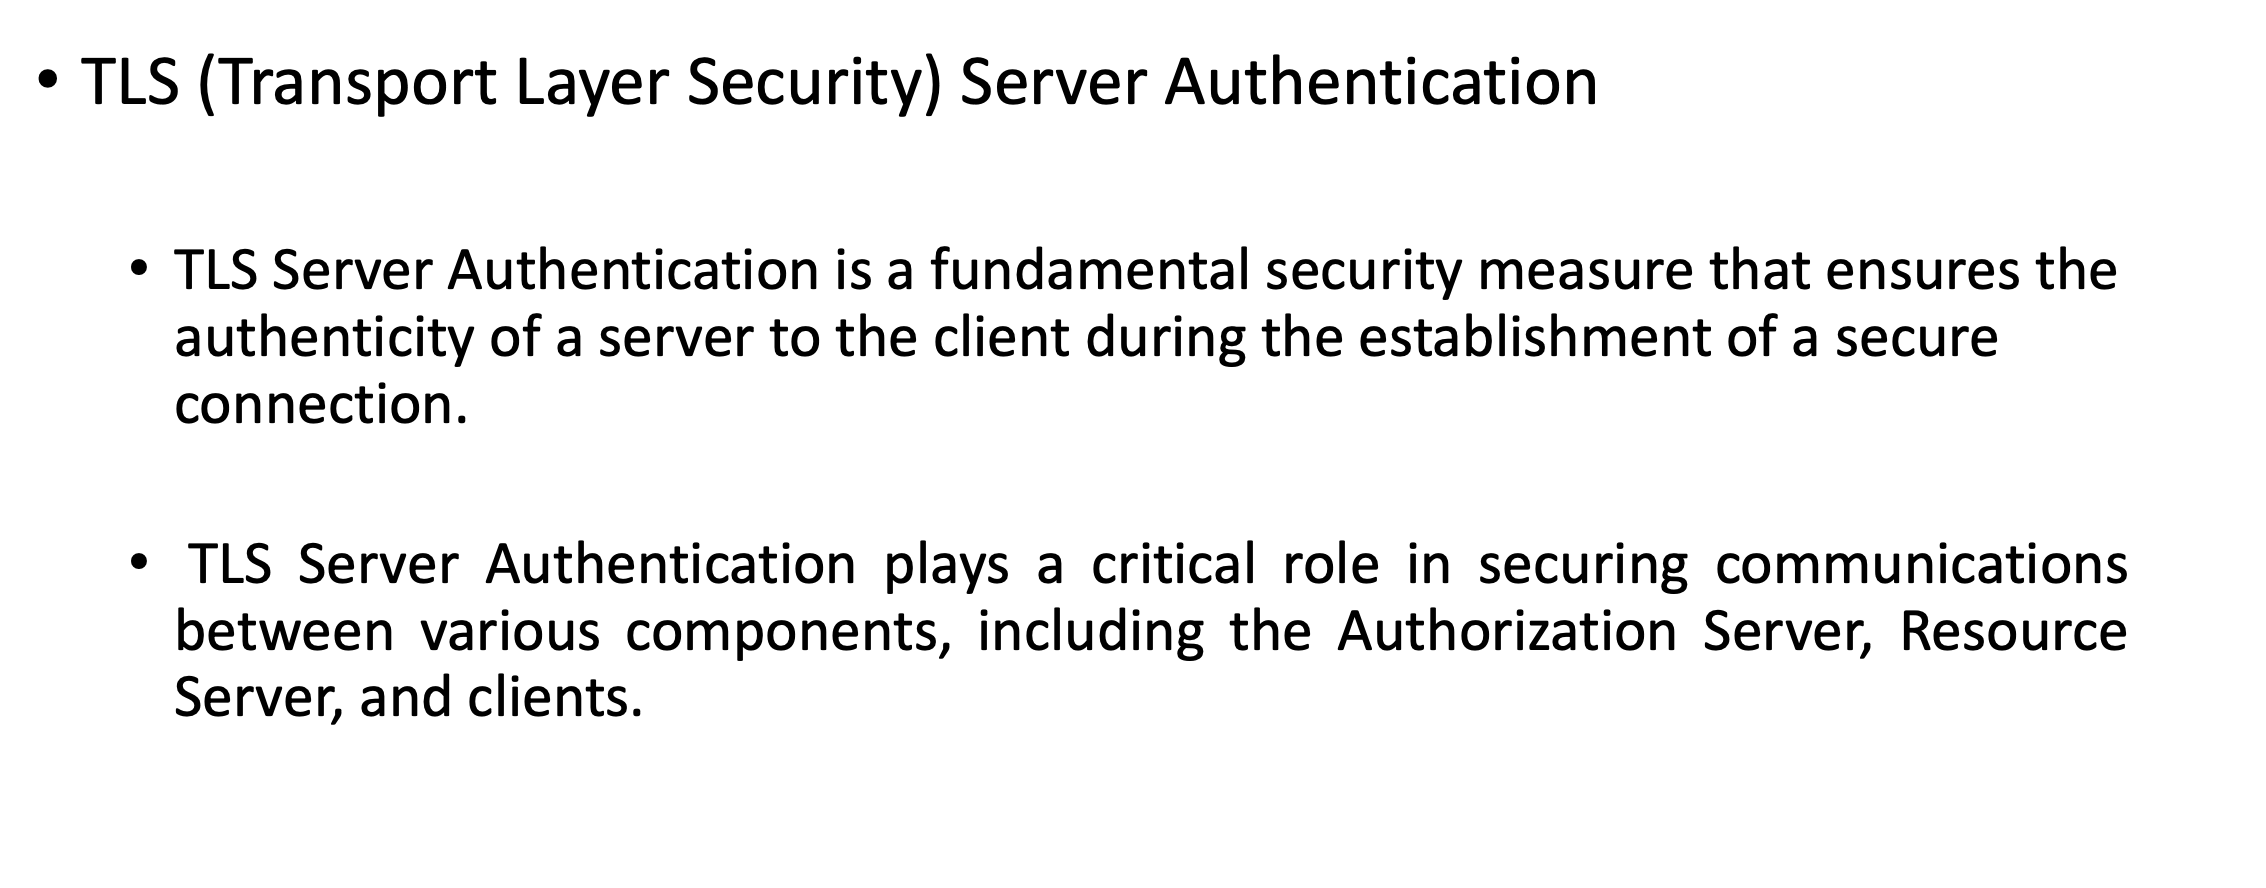 • TLS (Transport Layer Security) Server Authentication
• TLS Server Authentication is a fundamental security measure that ensures the
authenticity of a server to the client during the establishment of a secure
connection.
• TLS Server Authentication plays a critical role in securing communications
between various components, including the Authorization Server, Resource
Server, and clients.